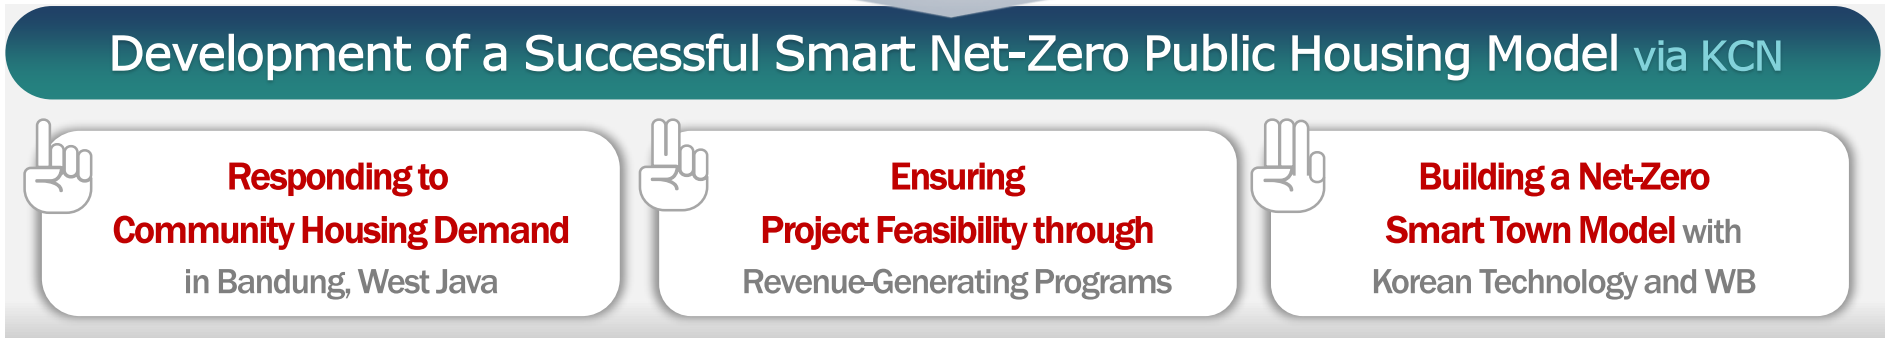 Development of a Successful Smart Net-Zero Public Housing Model via KCN
Responding to
Community Housing Demand
in Bandung, West Java
Ensuring
Project Feasibility through
Revenue-Generating Programs
Building a Net-Zero
Smart Town Model with
Korean Technology and WB